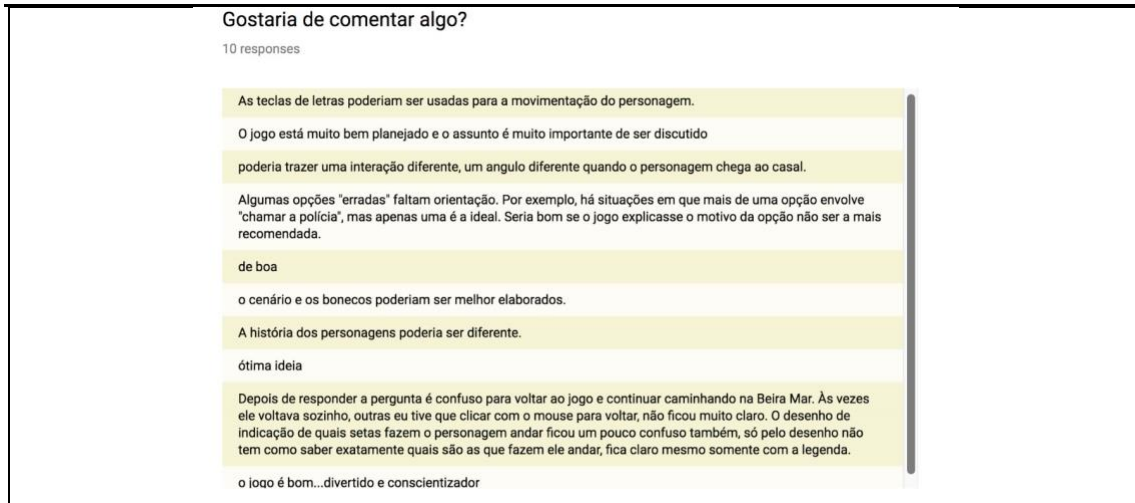 Gostaria de comentar algo?
10 responses
As teclas de letras poderiam ser usadas para a movimentação do personagem.
O jogo está muito bem planejado e o assunto é muito importante de ser discutido
poderia trazer uma interação diferente, um angulo diferente quando o personagem chega ao casal.
Algumas opções "erradas" faltam orientação. Por exemplo, há situações em que mais de uma opção envolve
"chamar a polícia", mas apenas uma é a ideal. Seria bom se o jogo explicasse o motivo da opção não ser a mais
recomendada.
de boa
o cenário e os bonecos poderiam ser melhor elaborados.
A história dos personagens poderia ser diferente.
ótima ideia
Depois de responder a pergunta é confuso para voltar ao jogo e continuar caminhando na Beira Mar. Às vezes
ele voltava sozinho, outras eu tive que clicar com o mouse para voltar, não ficou muito claro. O desenho de
indicação de quais setas fazem o personagem andar ficou um pouco confuso também, só pelo desenho não
tem como saber exatamente quais são as que fazem ele andar, fica claro mesmo somente com a legenda.
o jogo é bom...divertido e conscientizador